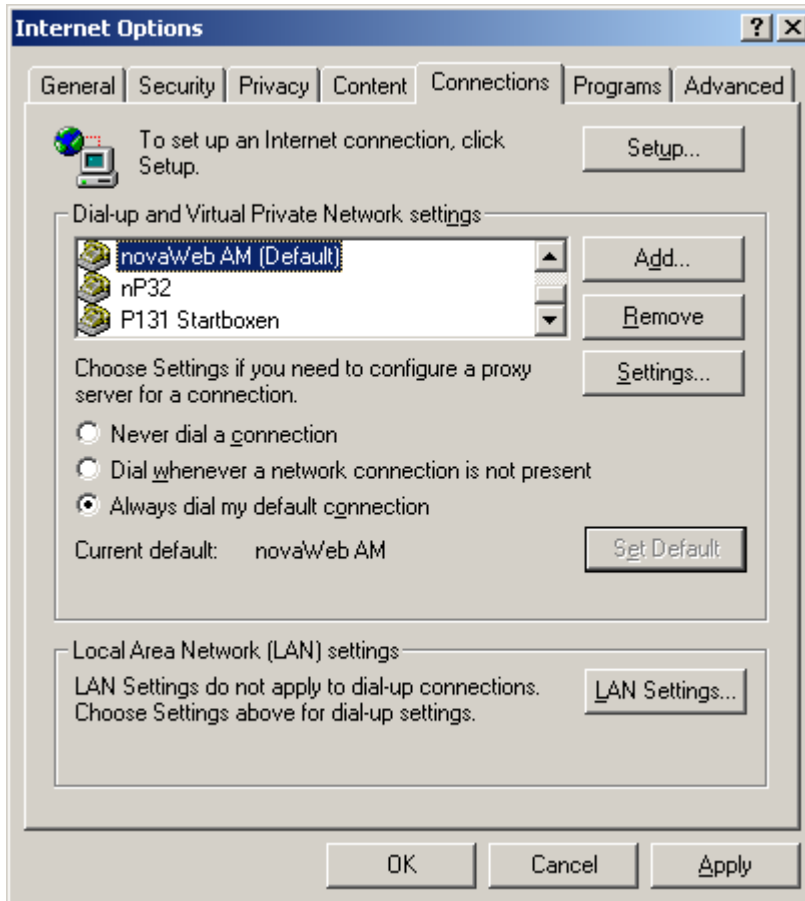 Internet Options
General Security Privacy Content Connections Programs Advanced
To set up an Internet connection, click
Setup.
Setup...
Dial-up and Virtual Private Network settings
novaWeb AM (Default)
nP32
P131 Startboxen
Add...
Remove
Choose Settings if you need to configure a proxy
server for a connection.
Settings...
Never dial a connection
Dial whenever a network connection is not present
Always dial my default connection
Current default: novaWeb AM
Set Default
Local Area Network (LAN) settings
LAN Settings do not apply to dial-up connections.
Choose Settings above for dial-up settings.
LAN Settings...
OK Cancel Apply